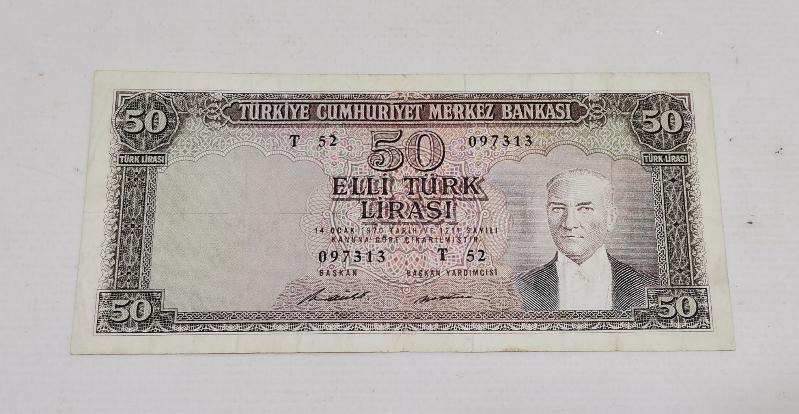 TÜRKİYE CUMHURİYET MERKEZ BANKASI
50 50
T 52 50 097313
TÜRK LİRASI TÜRK LİRASI
ELLİ TÜRK
LİRASI
14 OCAK 1970 TARİH VE 1211 SAYILI
KANUNA GÖRE ÇIKARILMIŞTIR.
097313 T 52
BAŞKAN BAŞKAN YARDIMCISI
50 50